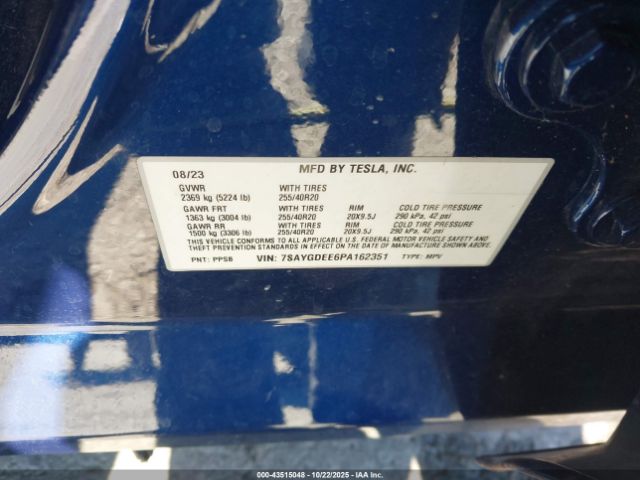 08/23 MFD BY TESLA, INC.
GVWR WITH TIRES
2369 kg (5224 lb) 255/40R20
GAWR FRT WITH TIRES RIM COLD TIRE PRESSURE
1363 kg (3004 lb) 255/40R20 20X9.5J 290 kPa, 42 psi
GAWR RR WITH TIRES RIM COLD TIRE PRESSURE
1500 kg (3306 lb) 255/40R20 20X9.5J 290 kPa, 42 psi
THIS VEHICLE CONFORMS TO ALL APPLICABLE U.S. FEDERAL MOTOR VEHICLE SAFETY AND
THEFT PREVENTION STANDARDS IN EFFECT ON THE DATE OF MANUFACTURE SHOWN ABOVE.
PNT: PPSB VIN: 7SAYGDEE6PA162351 TYPE: MPV
000-43515048 | 10/22/2025 | IAAI.COM